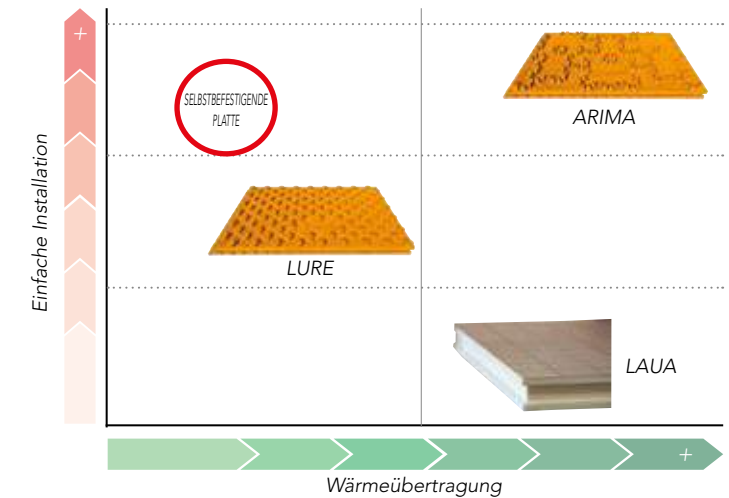 +
SELBSTBEFESTIGENDE
PLATTE
ARIMA
Einfache Installation
LURE
LAUA
+
Wärmeübertragung